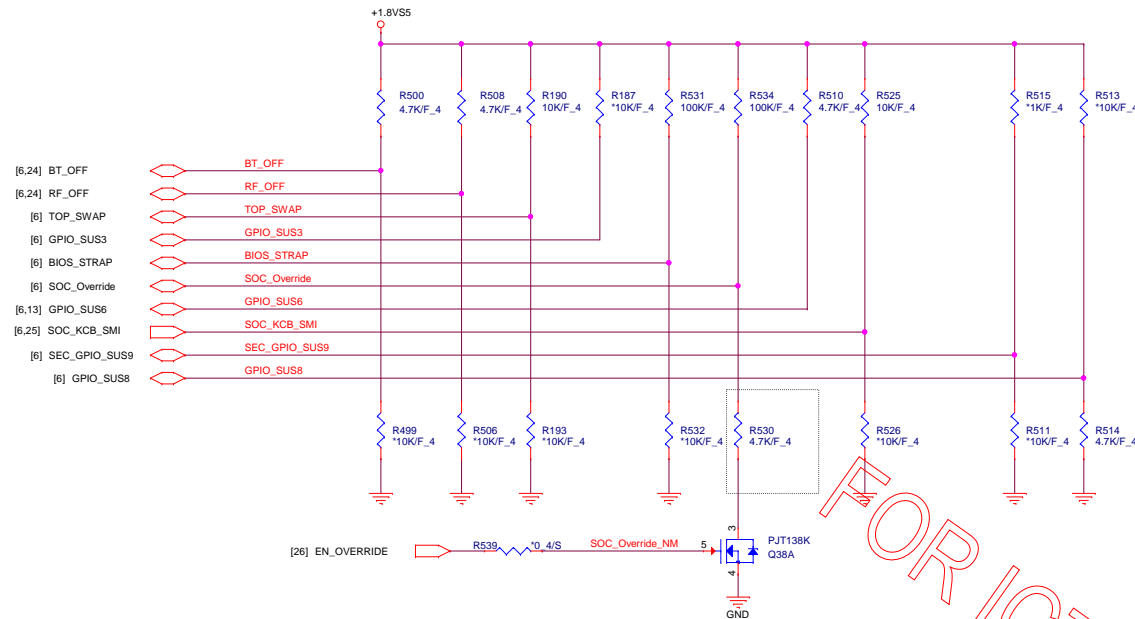 +1.8VS5
R500
4.7K/F_4
R508
4.7K/F_4
R190
10K/F_4
R187
*10K/F_4
R531
100K/F_4
R534
100K/F_4
R510
4.7K/F_4
R525
10K/F_4
R515
*1K/F_4
R513
*10K/F_4
[6,24] BT_OFF BT_OFF
[6,24] RF_OFF RF_OFF
[6] TOP_SWAP TOP_SWAP
[6] GPIO_SUS3 GPIO_SUS3
[6] BIOS_STRAP BIOS_STRAP
[6] SOC_Override SOC_Override
[6,13] GPIO_SUS6 GPIO_SUS6
[6,25] SOC_KCB_SMI SOC_KCB_SMI
[6] SEC_GPIO_SUS9 SEC_GPIO_SUS9
[6] GPIO_SUS8 GPIO_SUS8
R499
*10K/F_4
R506
*10K/F_4
R193
*10K/F_4
R532
*10K/F_4
R530
4.7K/F_4
R526
*10K/F_4
R511
*10K/F_4
R514
4.7K/F_4
[26] EN_OVERRIDE R539 *0_4/S SOC_Override_NM 5
3
4
PJT138K
Q38A
GND
FOR